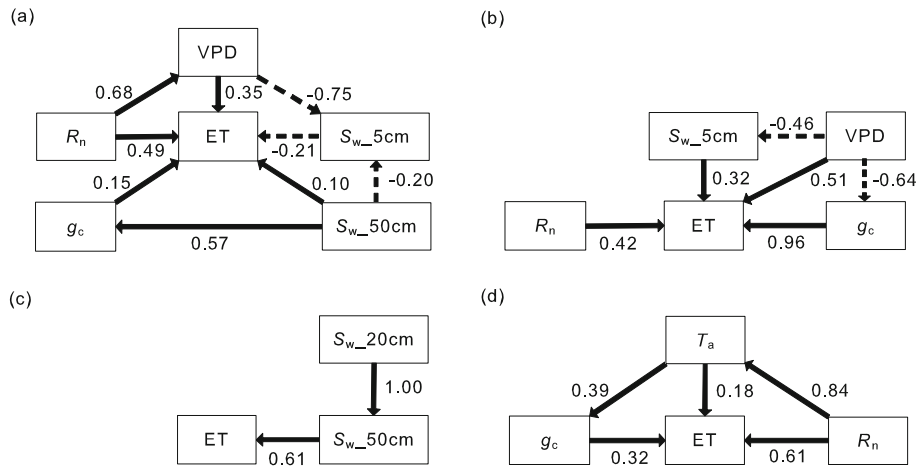 (a)
VPD
0.68
0.35
-0.75
Rn
ET
Sw_5cm
0.49
-0.21
0.15
0.10
-0.20
gc
Sw_50cm
0.57
(b)
Sw_5cm
-0.46
VPD
0.32
0.51
-0.64
Rn
ET
gc
0.42
0.96
(c)
Sw_20cm
1.00
ET
Sw_50cm
0.61
(d)
Ta
0.39
0.18
0.84
gc
ET
Rn
0.32
0.61